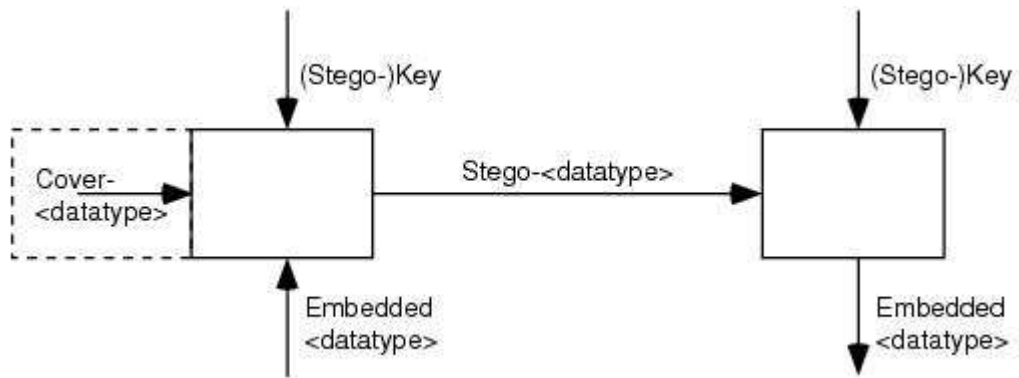 (Stego-)Key
(Stego-)Key
Cover-
<datatype>
Stego-<datatype>
Embedded
<datatype>
Embedded
<datatype>